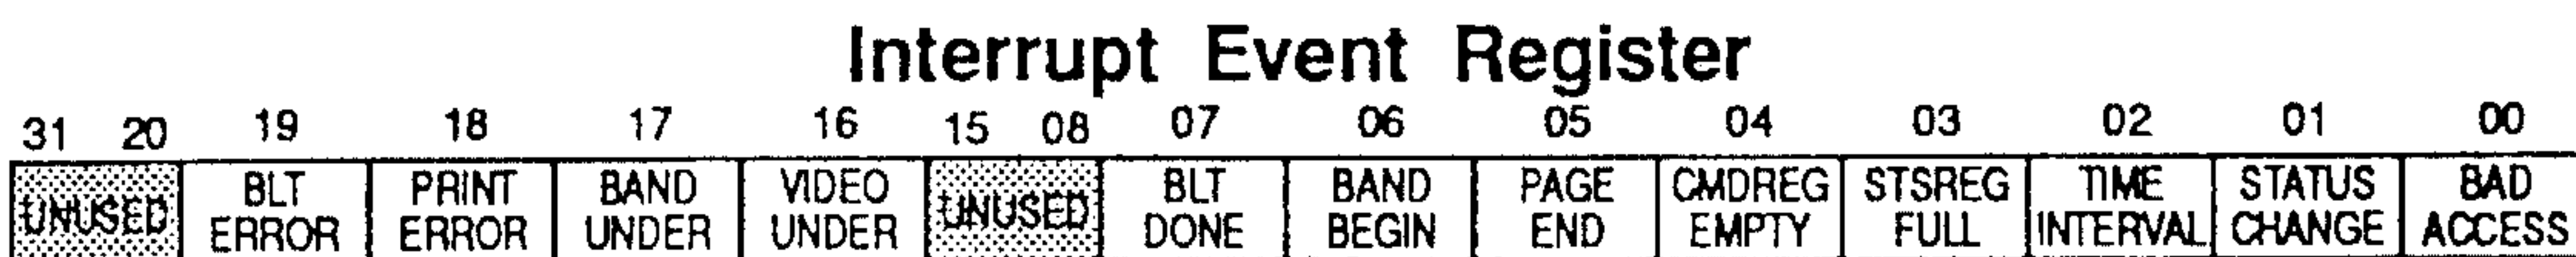 Interrupt Event Register
31 20 19 18 17 16 15 08 07 06 05 04 03 02 01 00
UNUSED BLT ERROR PRINT ERROR BAND UNDER VIDEO UNDER UNUSED BLT DONE BAND BEGIN PAGE END CMDREG EMPTY STSREG FULL TIME INTERVAL STATUS CHANGE BAD ACCESS